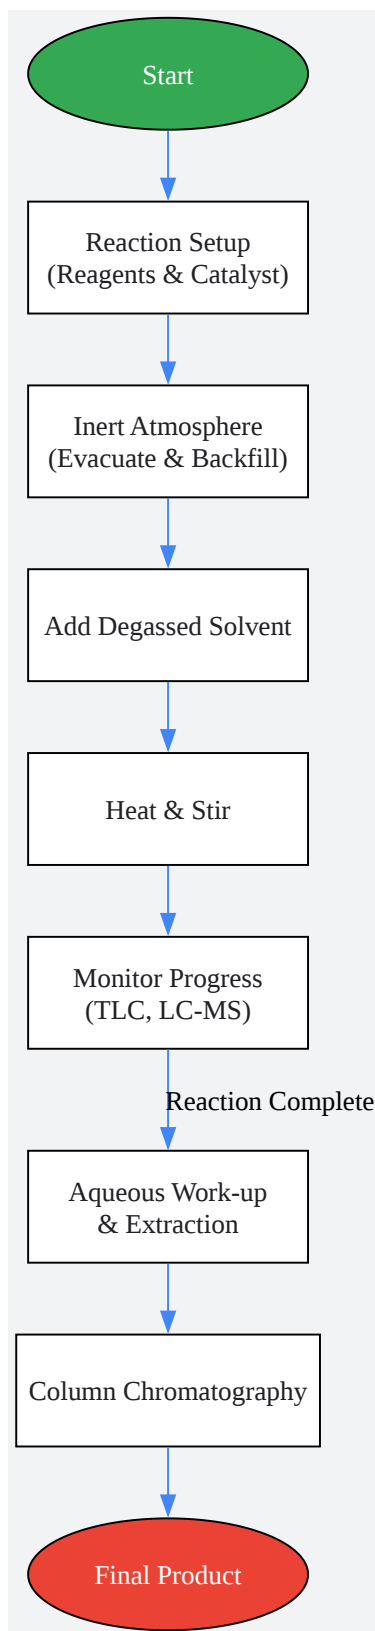 Start
Reaction Setup
(Reagents & Catalyst)
Inert Atmosphere
(Evacuate & Backfill)
Add Degassed Solvent
Heat & Stir
Monitor Progress
(TLC, LC-MS)
Reaction Complete
Aqueous Work-up
& Extraction
Column Chromatography
Final Product